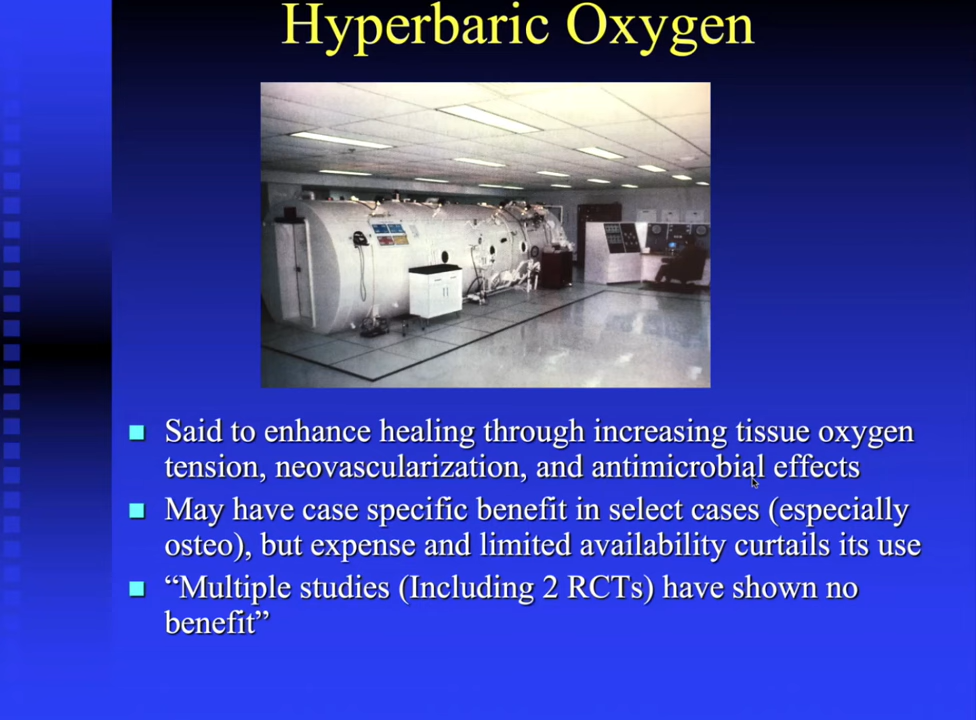 Hyperbaric Oxygen
Said to enhance healing through increasing tissue oxygen
tension, neovascularization, and antimicrobial effects
May have case specific benefit in select cases (especially
osteo), but expense and limited availability curtails its use
“Multiple studies (Including 2 RCTs) have shown no
benefit”